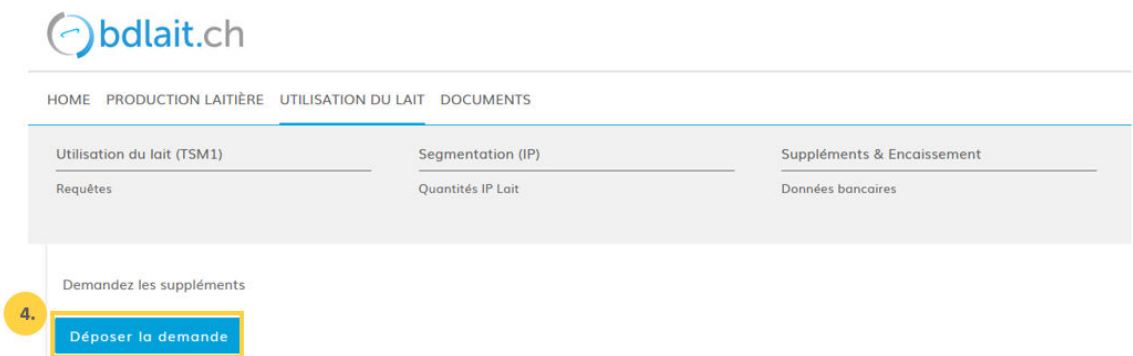 bdlait.ch
HOME PRODUCTION LAITIÈRE UTILISATION DU LAIT DOCUMENTS
Utilisation du lait (TSM1) Segmentation (IP) Suppléments & Encaissement
Requêtes Quantités IP Lait Données bancaires
Demandez les suppléments
4.
Déposer la demande